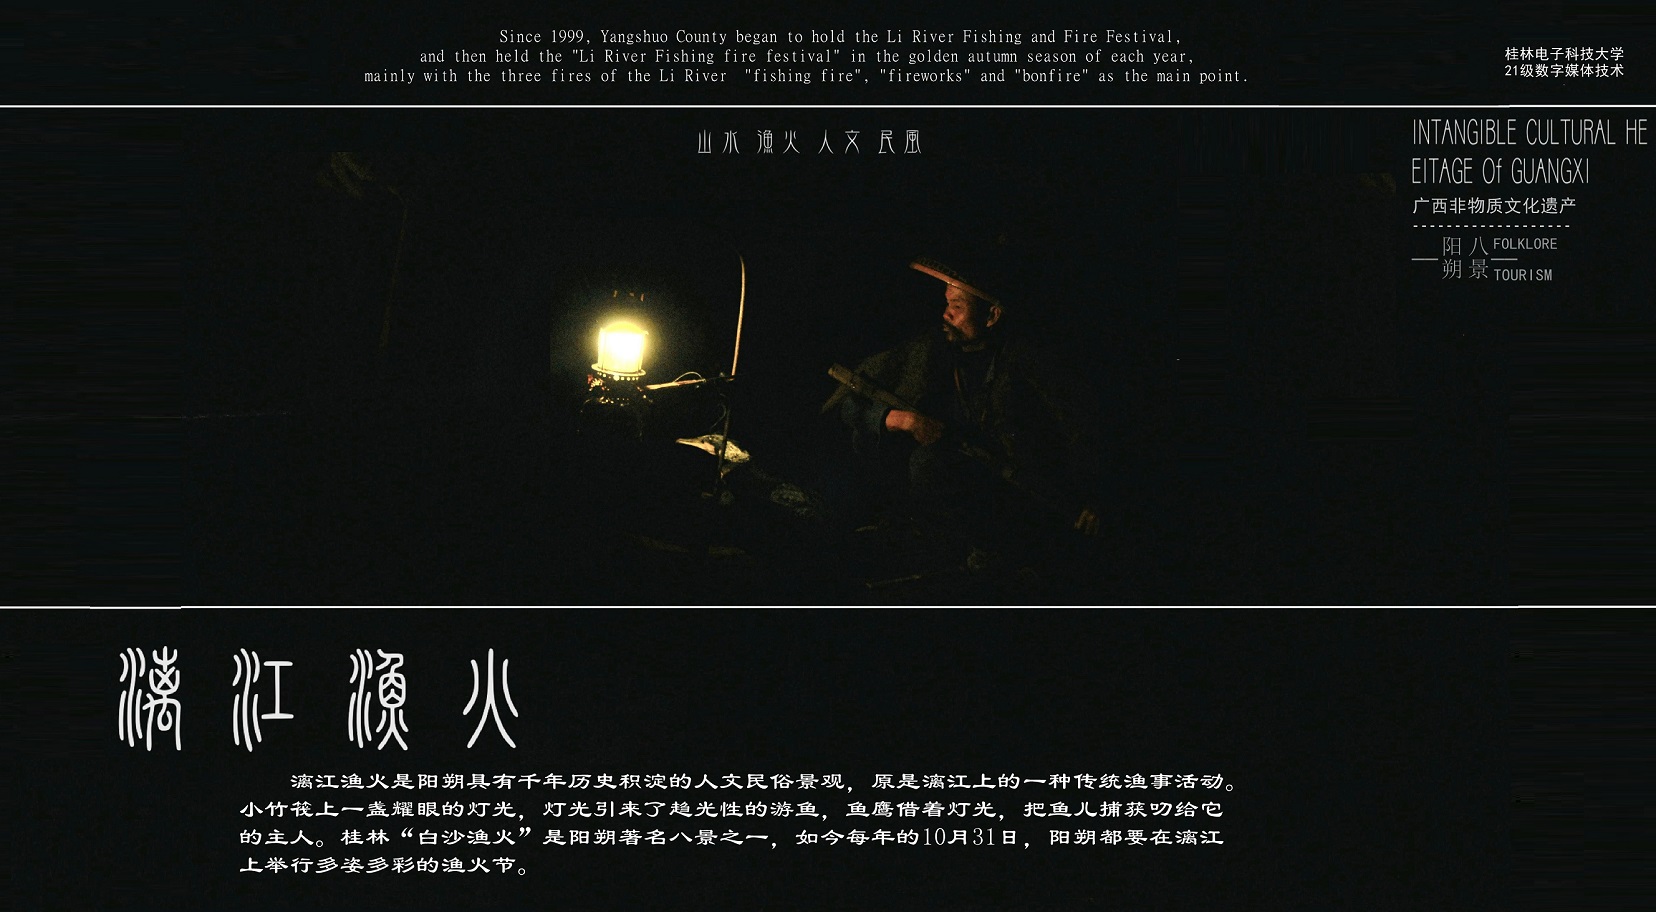 Since 1999, Yangshuo County began to hold the Li River Fishing and Fire Festival,
and then held the "Li River Fishing fire festival" in the golden autumn season of each year,
mainly with the three fires of the Li River "fishing fire", "fireworks" and "bonfire" as the main point.
桂林电子科技大学
21级数字媒体技术
山水 漁火 人文 民風
INTANGIBLE CULTURAL HE
EITAGE Of GUANGXI
广西非物质文化遗产
阳朔 八景
FOLKLORE
TOURISM
漓江漁火
漓江渔火是阳朔具有千年历史积淀的人文民俗景观，原是漓江上的一种传统渔事活动。
小竹筏上一盏耀眼的灯光，灯光引来了趋光性的游鱼，鱼鹰借着灯光，把鱼儿捕获叼给它
的主人。桂林“白沙渔火”是阳朔著名八景之一，如今每年的10月31日，阳朔都要在漓江
上举行多姿多彩的渔火节。